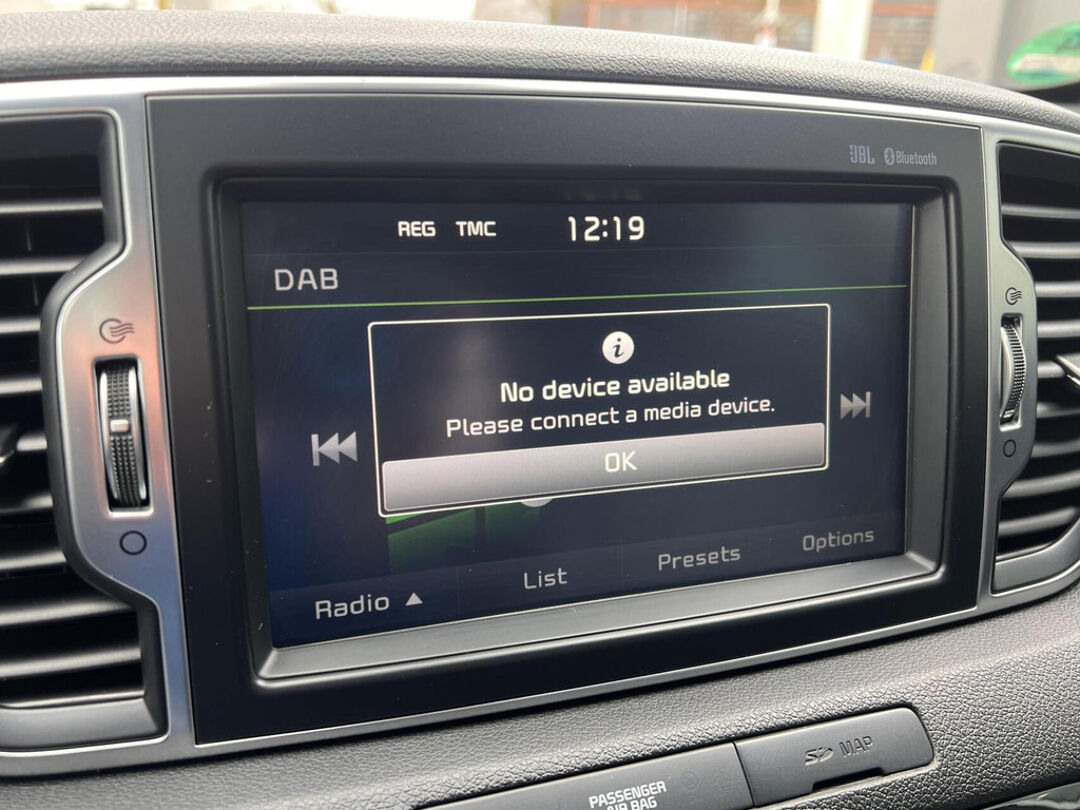 JBL Bluetooth
REG TMC 12:19
DAB
i
No device available
Please connect a media device.
OK
Radio List Presets Options
SD MAP
PASSENGER
AIR BAG